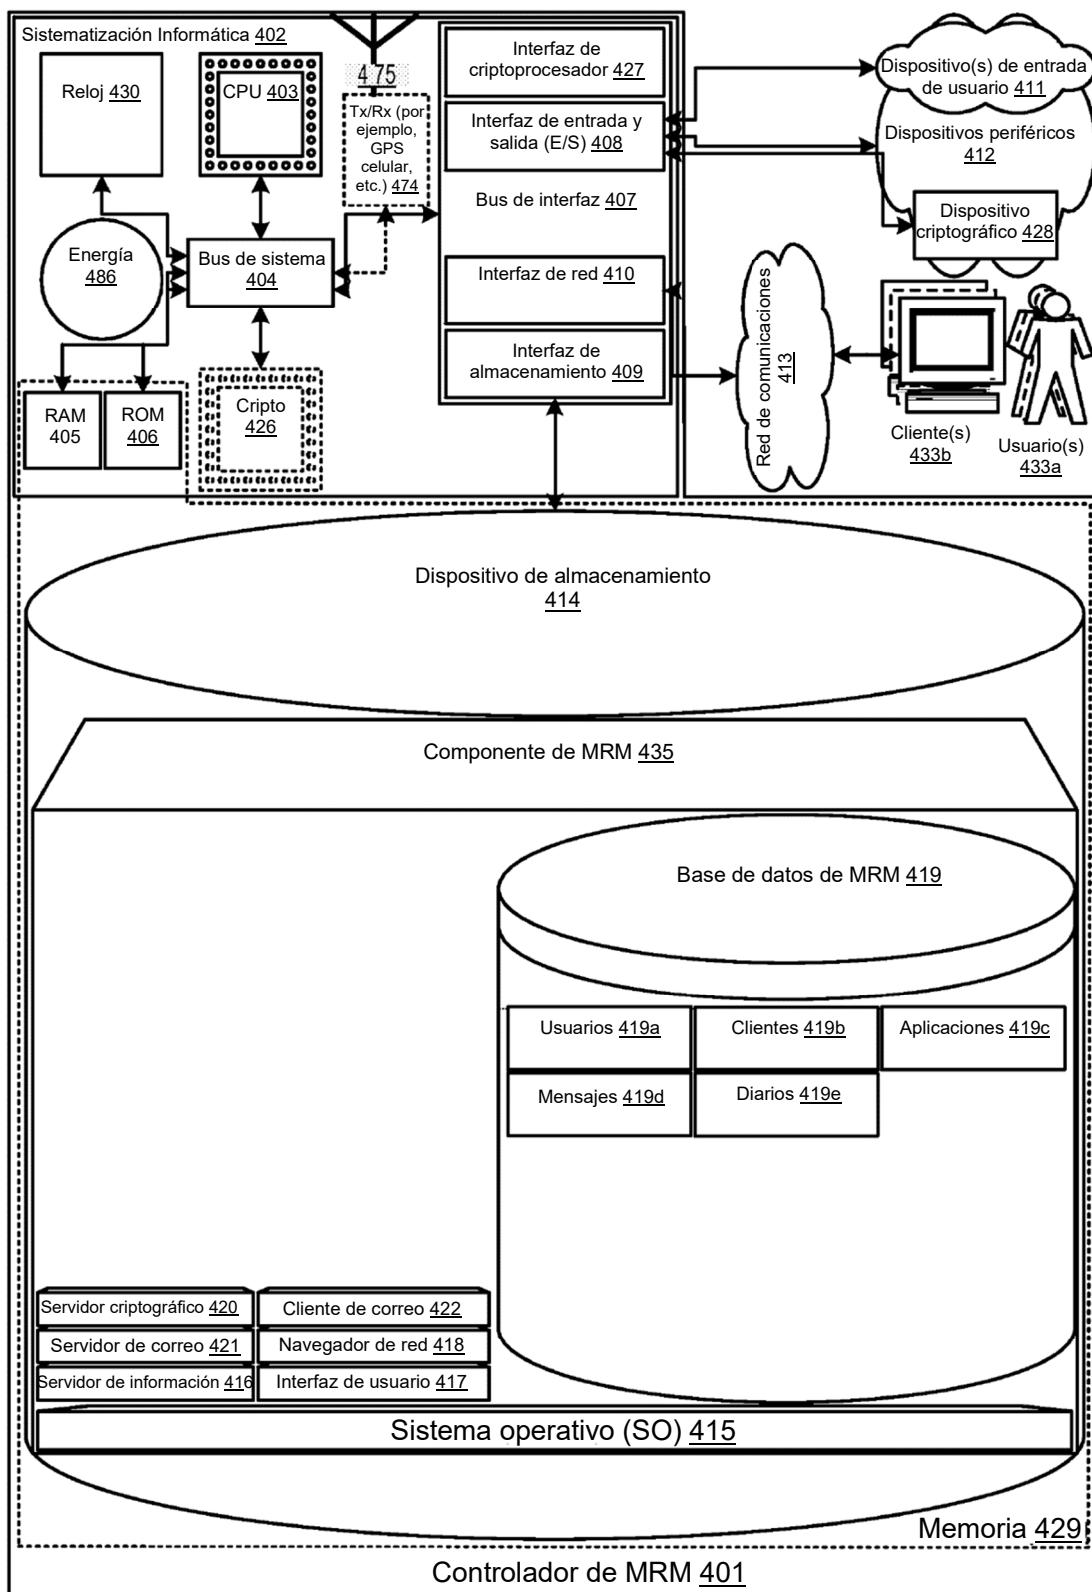 Sistematización Informática 402
Reloj 430
CPU 403
4.75
Tx/Rx (por
ejemplo,
GPS
celular,
etc.) 474
Interfaz de
criptoprocesador 427
Interfaz de entrada y
salida (E/S) 408
Bus de interfaz 407
Interfaz de red 410
Interfaz de
almacenamiento 409
Dispositivo(s) de entrada
de usuario 411
Dispositivos periféricos
412
Dispositivo
criptográfico 428
Energía
486
Bus de sistema
404
RAM
405
ROM
406
Cripto
426
Red de comunicaciones
413
Cliente(s)
433b
Usuario(s)
433a
Dispositivo de almacenamiento
414
Componente de MRM 435
Base de datos de MRM 419
Usuarios 419a
Clientes 419b
Aplicaciones 419c
Mensajes 419d
Diarios 419e
Servidor criptográfico 420
Cliente de correo 422
Servidor de correo 421
Navegador de red 418
Servidor de información 416
Interfaz de usuario 417
Sistema operativo (SO) 415
Memoria 429
Controlador de MRM 401